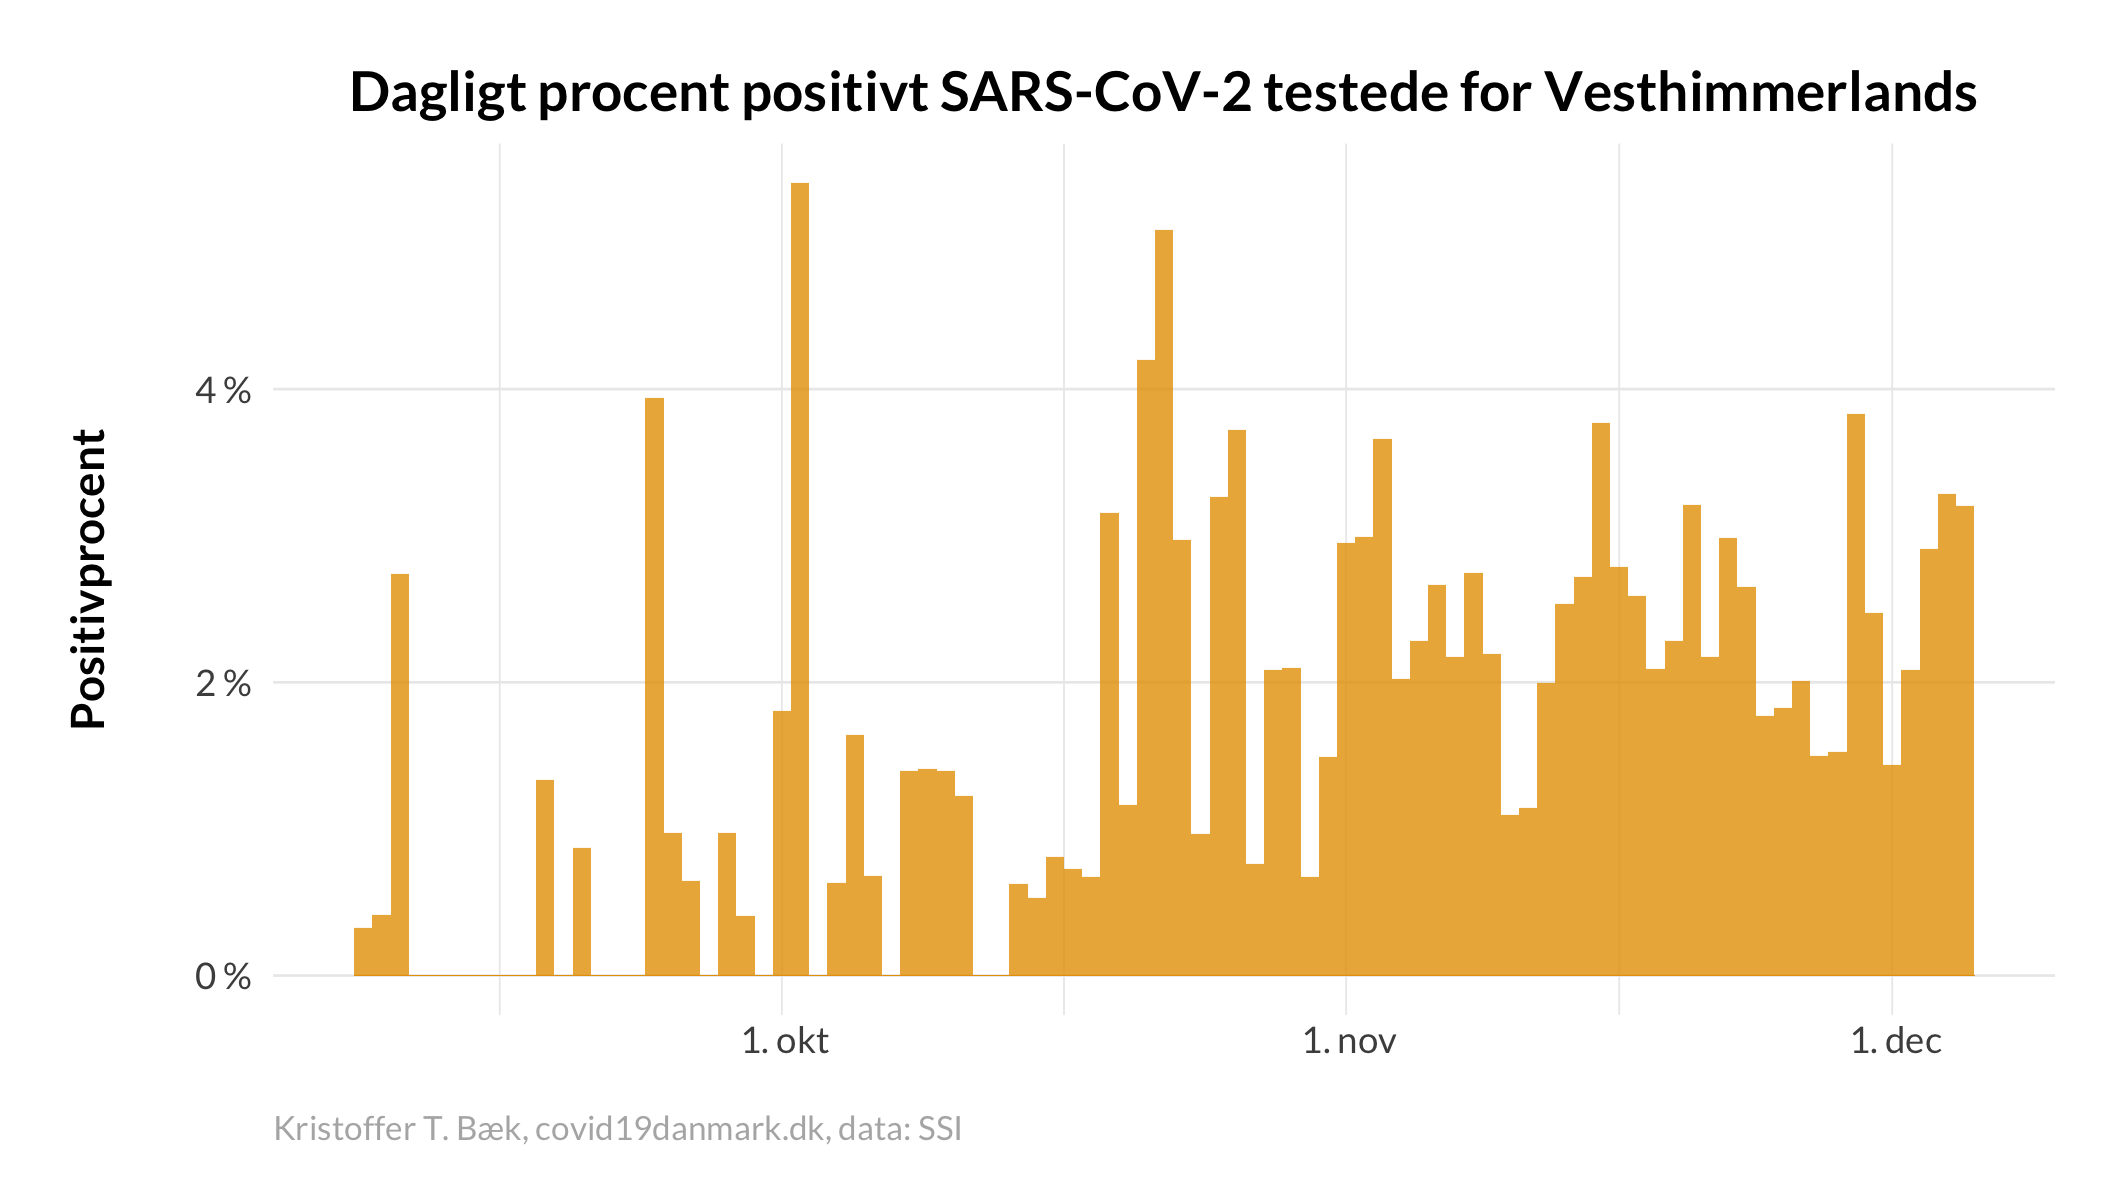 Dagligt procent positivt SARS-CoV-2 testede for Vesthimmerlands
Positivprocent
4 %
2 %
0 %
1. okt
1. nov
1. dec
Kristoffer T. Bæk, covid19danmark.dk, data: SSI